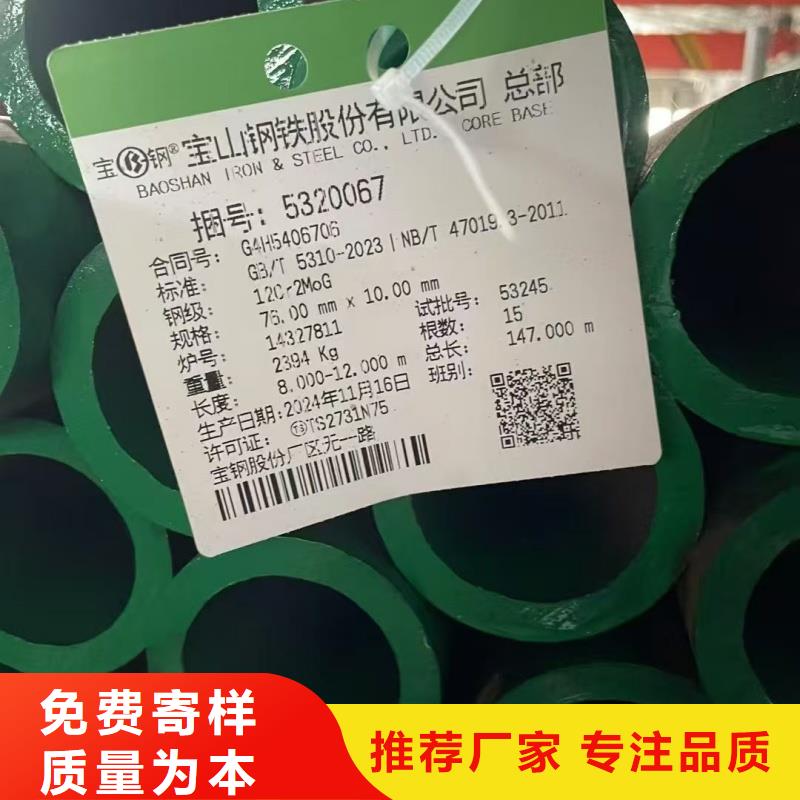 宝钢® 宝山钢铁股份有限公司 总部
BAOSHAN IRON & STEEL CO., LTD. CORE BASE
捆号: 5320067
合同号: G4H5406706
标准: GB/T 5310-2023 | NB/T 47019.3-2011
钢级: 12Cr2MoG
规格: 76.00 mm x 10.00 mm 试批号: 53245
炉号: 14327811 根数: 15
重量: 2394 Kg 总长: 147.000 m
长度: 8.000-12.000 m 班别:
生产日期: 2024年11月16日
许可证: TS TS2731N75
宝钢股份厂区无一路
免费寄样
质量为本
推荐厂家 专注品质